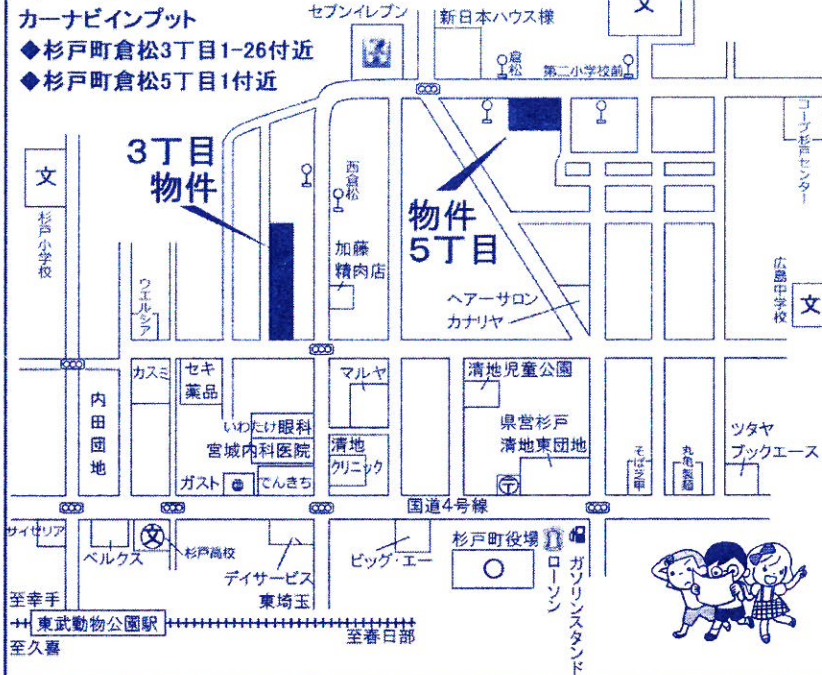 カーナビインプット
◆杉戸町倉松3丁目1-26付近
◆杉戸町倉松5丁目1付近
セブンイレブン
新日本ハウス様
文
倉松
第二小学校前
3丁目
物件
西倉松
物件
5丁目
コープ杉戸センター
文
杉戸小学校
加藤
精肉店
ヘアーサロン
カナリヤ
広島中学校
文
ウエルシア
カスミ
セキ
薬品
マルヤ
清地児童公園
内田団地
いわたけ眼科
宮城内科医院
清地
クリニック
県営杉戸
清地東団地
そば芝甲
丸亀製麺
ツタヤ
ブックエース
ガスト
でんきち
〒
国道4号線
サイゼリア
ベルクス
文
杉戸高校
デイサービス
東埼玉
ビッグ・エー
杉戸町役場
ローソン
ガソリンスタンド
至幸手
東武動物公園駅
至久喜
至春日部